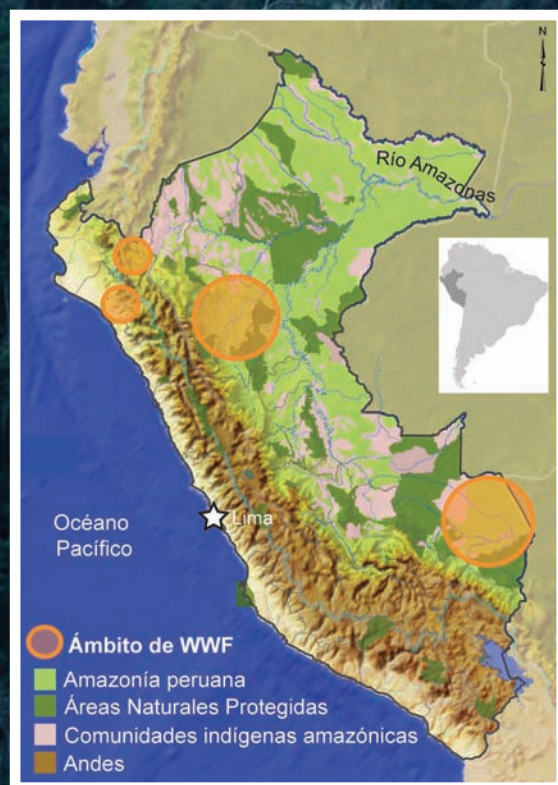 N
Río Amazonas
Lima
Océano
Pacífico
Ámbito de WWF
Amazonía peruana
Áreas Naturales Protegidas
Comunidades indígenas amazónicas
Andes